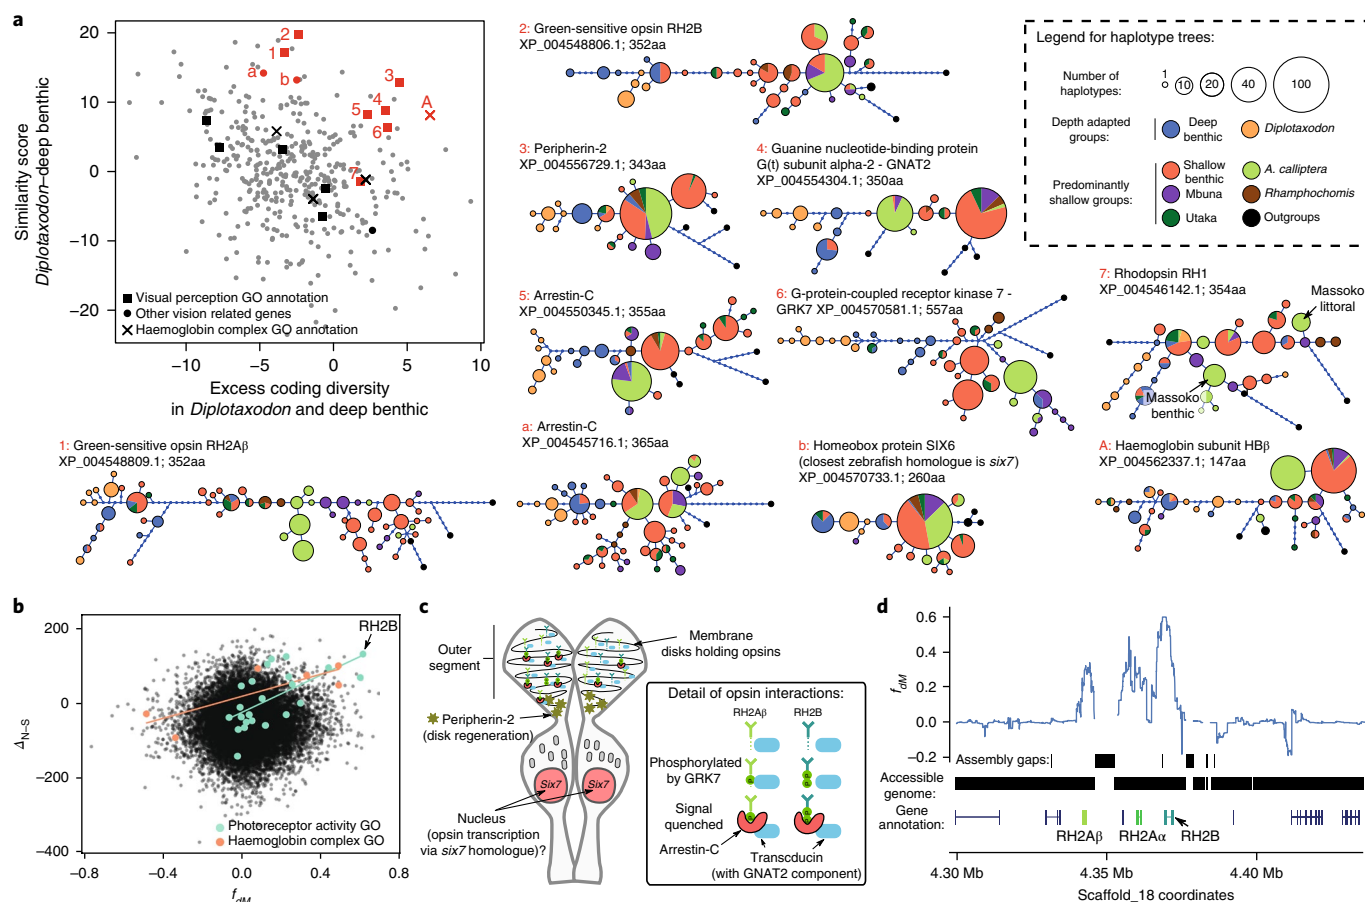 a
Similarity score
Diplotaxodon–deep benthic
20
10
0
−10
−20
2
1
a
b
3
4
A
5
6
7
Visual perception GO annotation
Other vision related genes
Haemoglobin complex GO annotation
−10
−5
0
5
10
Excess coding diversity
in Diplotaxodon and deep benthic
2: Green-sensitive opsin RH2B
XP_004548806.1; 352aa
Legend for haplotype trees:
Number of
haplotypes:
1
10
20
40
100
Depth adapted
groups:
Deep
benthic
Diplotaxodon
Predominantly
shallow groups:
Shallow
benthic
A. calliptera
Mbuna
Rhamphochomis
Utaka
Outgroups
3: Peripherin-2
XP_004556729.1; 343aa
4: Guanine nucleotide-binding protein
G(t) subunit alpha-2 - GNAT2
XP_004554304.1; 350aa
5: Arrestin-C
XP_004550345.1; 355aa
6: G-protein-coupled receptor kinase 7 -
GRK7 XP_004570581.1; 557aa
7: Rhodopsin RH1
XP_004546142.1; 354aa
Massoko
littoral
Massoko
benthic
1: Green-sensitive opsin RH2Aβ
XP_004548809.1; 352aa
a: Arrestin-C
XP_004545716.1; 365aa
b: Homeobox protein SIX6
(closest zebrafish homologue is six7)
XP_004570733.1; 260aa
A: Haemoglobin subunit HBβ
XP_004562337.1; 147aa
b
ΔN–S
200
0
−200
−400
RH2B
Photoreceptor activity GO
Haemoglobin complex GO
−0.8
−0.4
0
0.4
0.8
fdM
c
Outer
segment
Membrane
disks holding opsins
Peripherin-2
(disk regeneration)
Six7
Six7
Nucleus
(opsin transcription
via six7 homologue)?
Detail of opsin interactions:
RH2Aβ
RH2B
Phosphorylated
by GRK7
P
P
P
Signal
quenched
P
P
P
Arrestin-C
Transcducin
(with GNAT2 component)
d
fdM
0.6
0.4
0.2
0.0
−0.2
Assembly gaps:
Accessible
genome:
Gene
annotation:
RH2Aβ
RH2Aα
RH2B
4.30 Mb
4.35 Mb
4.40 Mb
Scaffold_18 coordinates